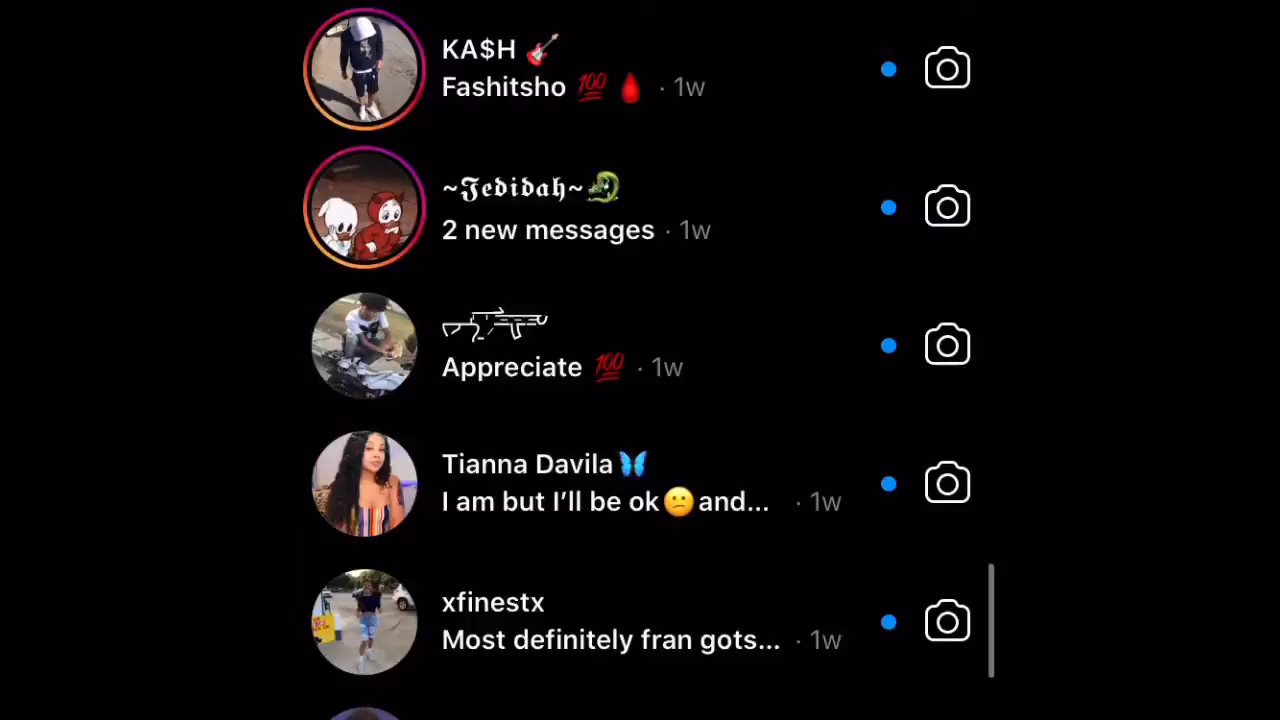 KA$H 🎸
Fashitsho 💯 🩸 · 1w
~𝕵𝖊𝖉𝖎𝖉𝖆𝖍~🐉
2 new messages · 1w
Appreciate 💯 · 1w
Tianna Davila🦋
I am but I’ll be ok😕and... · 1w
xfinestx
Most definitely fran gots... · 1w